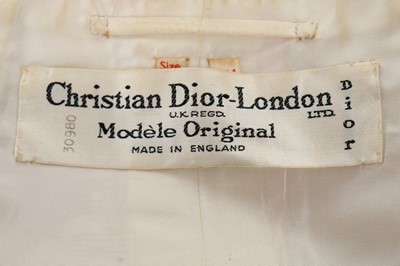 Size
Christian Dior-London
U.K. REGD.
LTD.
Modèle Original
MADE IN ENGLAND
30980
Dior